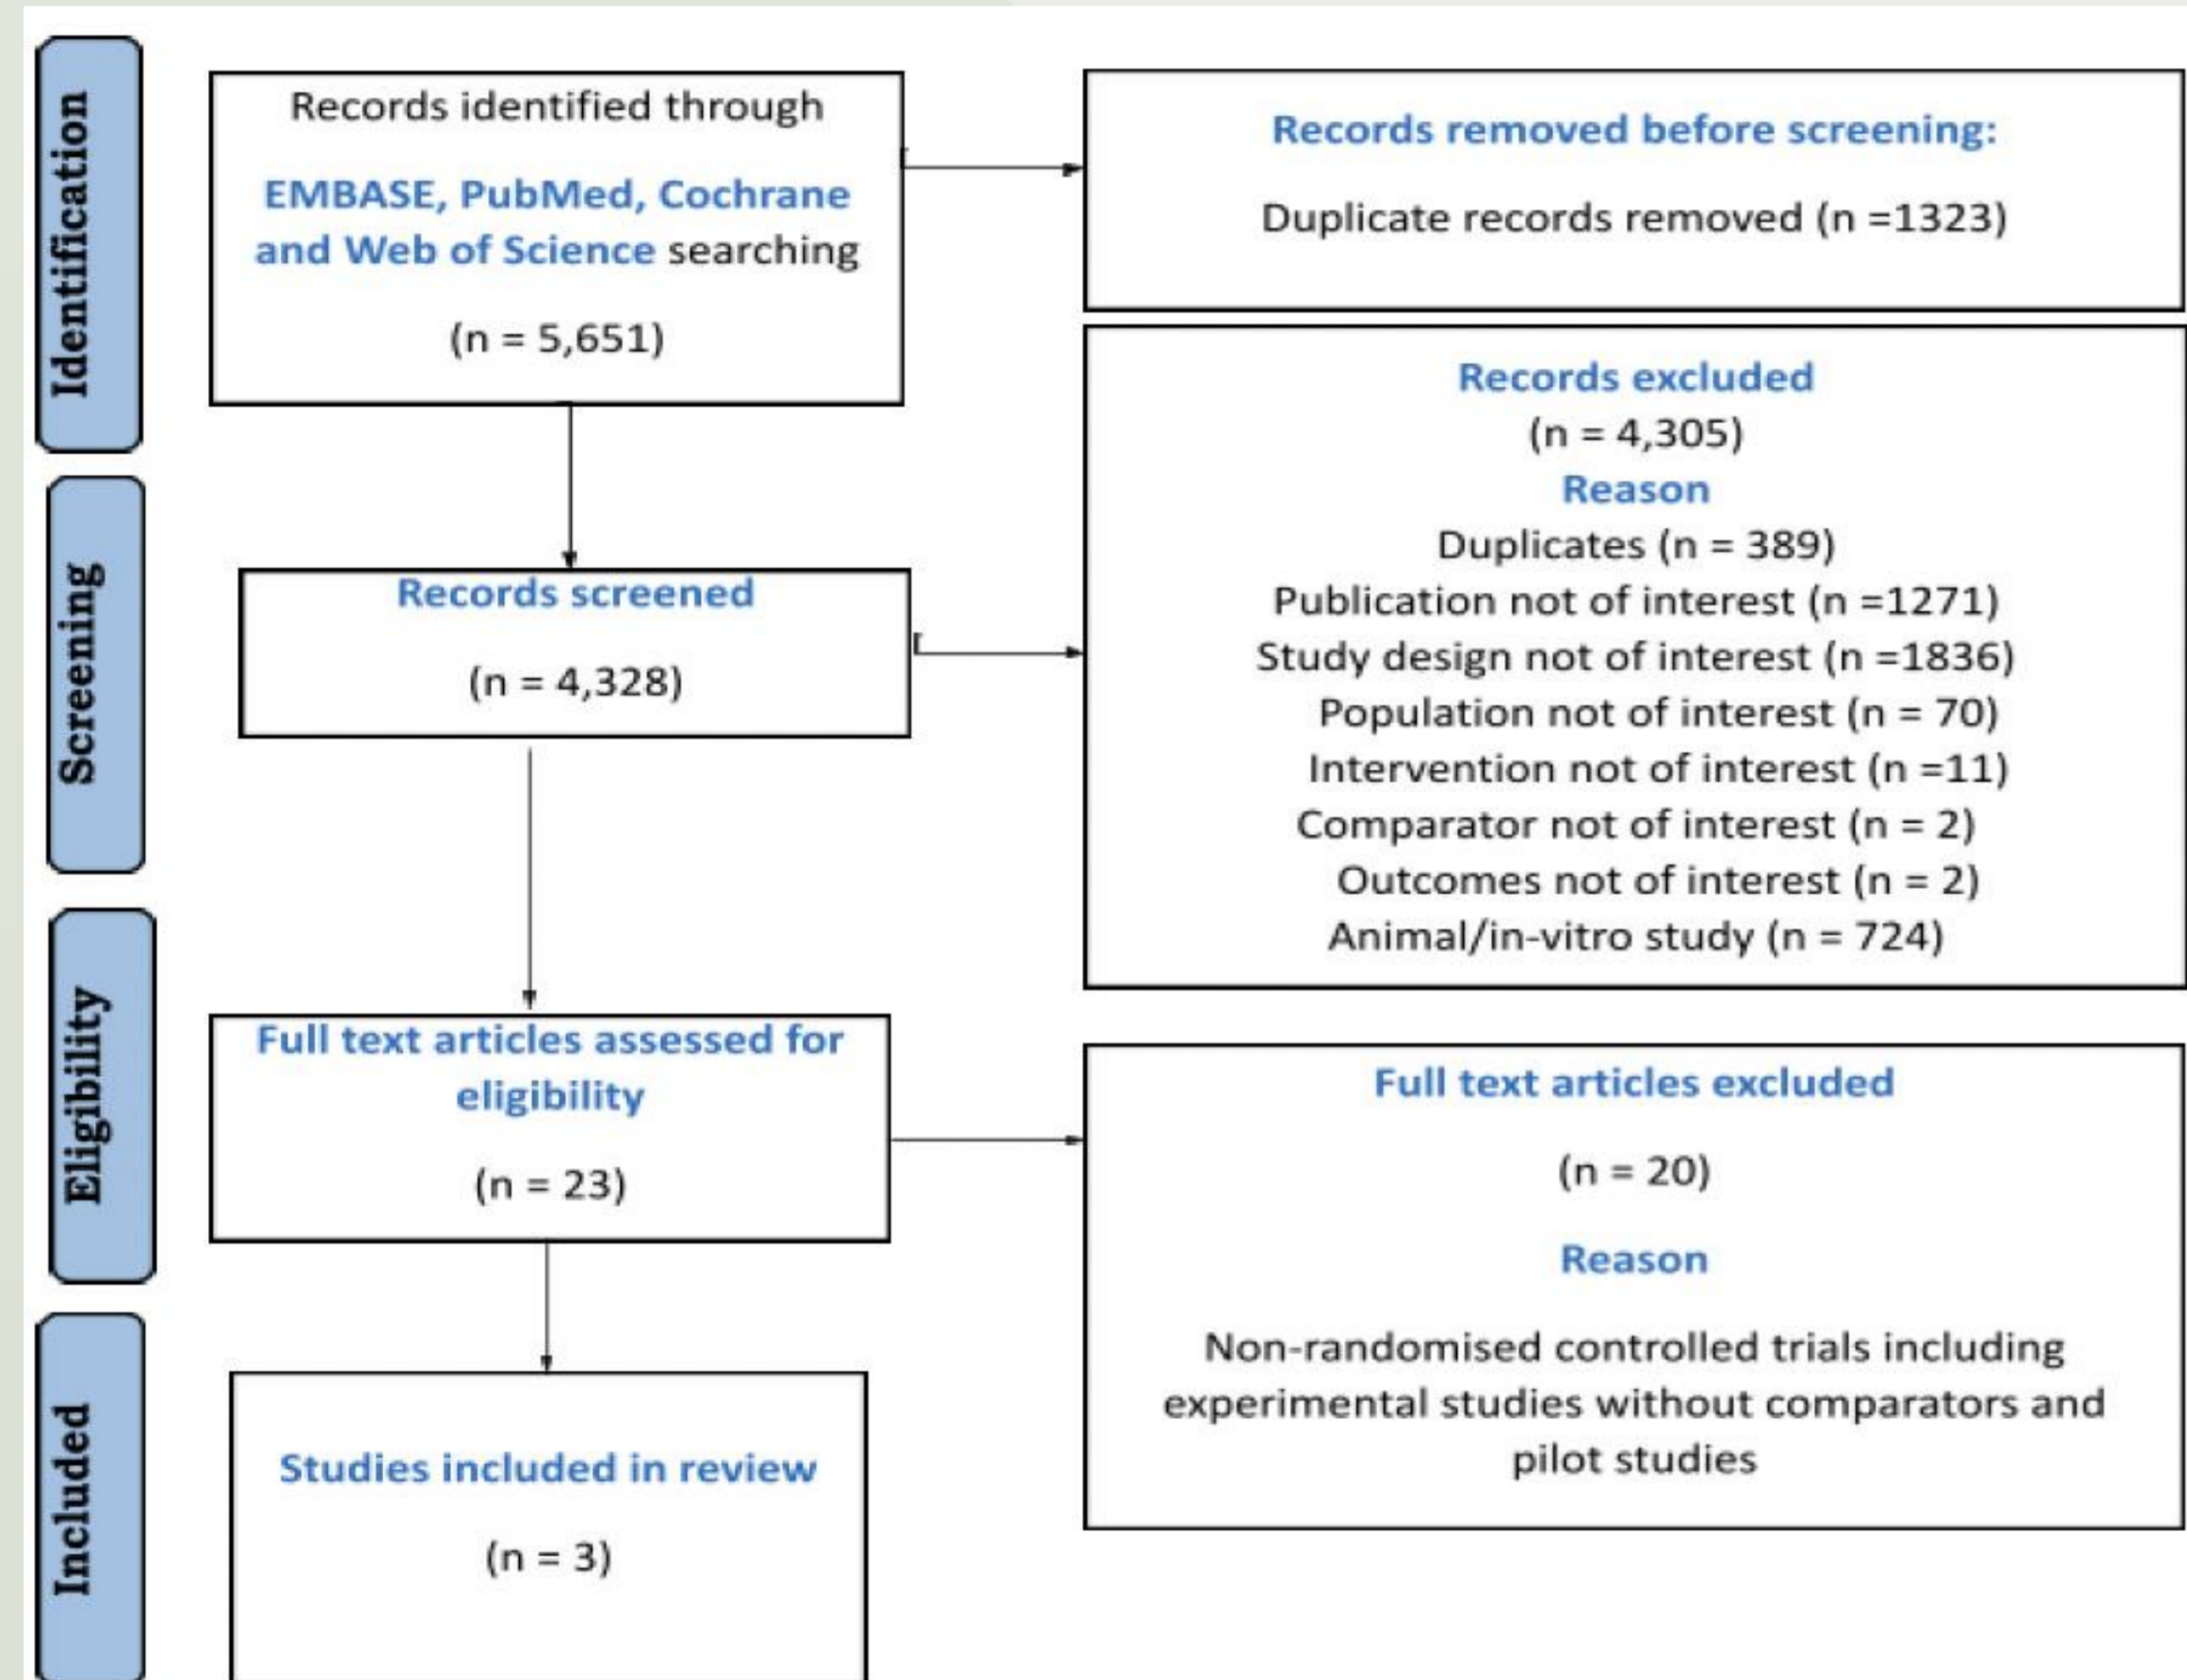 Identification
Records identified through
EMBASE, PubMed, Cochrane
and Web of Science searching
(n = 5,651)
Records removed before screening:
Duplicate records removed (n =1323)
Screening
Records screened
(n = 4,328)
Records excluded
(n = 4,305)
Reason
Duplicates (n = 389)
Publication not of interest (n =1271)
Study design not of interest (n =1836)
Population not of interest (n = 70)
Intervention not of interest (n =11)
Comparator not of interest (n = 2)
Outcomes not of interest (n = 2)
Animal/in-vitro study (n = 724)
Eligibility
Full text articles assessed for
eligibility
(n = 23)
Full text articles excluded
(n = 20)
Reason
Non-randomised controlled trials including
experimental studies without comparators and
pilot studies
Included
Studies included in review
(n = 3)